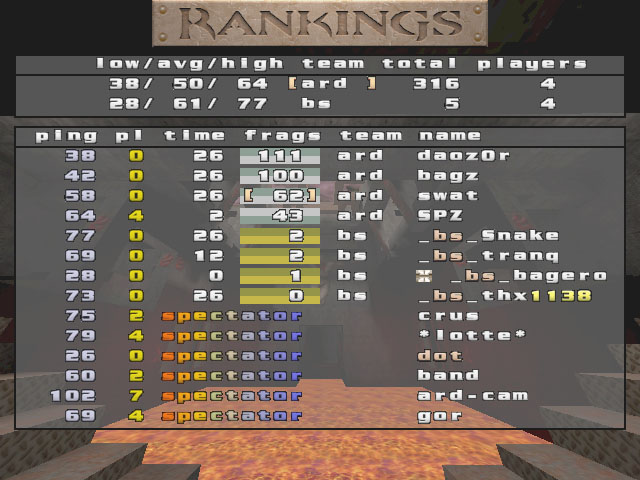 RANKINGS
low/avg/high team total players
38/ 50/ 64 [ard ] 316 4
28/ 61/ 77 bs 5 4
ping pl time frags team name
38 0 26 111 ard daoz0r
42 0 26 100 ard bagz
58 0 26 [ 62] ard swat
64 4 2 43 ard SPZ
77 0 26 2 bs _bs_Snake
69 0 12 2 bs _bs_tranq
28 0 0 1 bs _bs_bagero
73 0 26 0 bs _bs_thx1138
75 2 spectator crus
79 4 spectator *lotte*
26 0 spectator dot
60 2 spectator band
102 7 spectator ard-cam
69 4 spectator gor